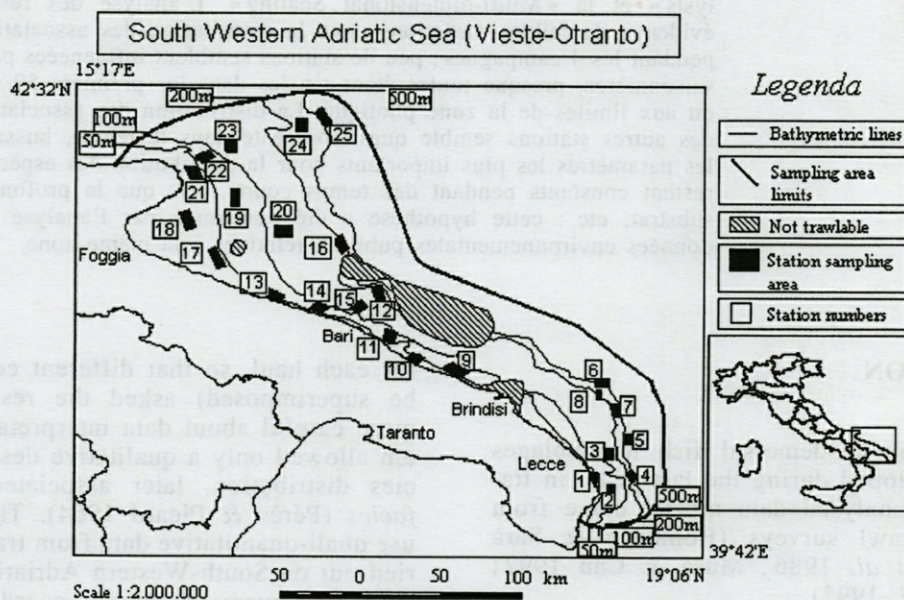 South Western Adriatic Sea (Vieste-Otranto
15°15'E
42°32'N
200m
500m
100m
50m
23
24
25
22
21
19
20
18
16
17
Foggia
13
14
15
12
Bari
11
10
9
6
8
7
Brindisi
Taranto
Lecce
3
5
1
2
4
500m
200m
100m
50m
39°42'E
19°06'N
50 0 50 100 km
Scale 1:2.000.000
Legenda
Bathymetric lines
Sampling area
limits
Not trawlable
Station sampling
area
Station numbers